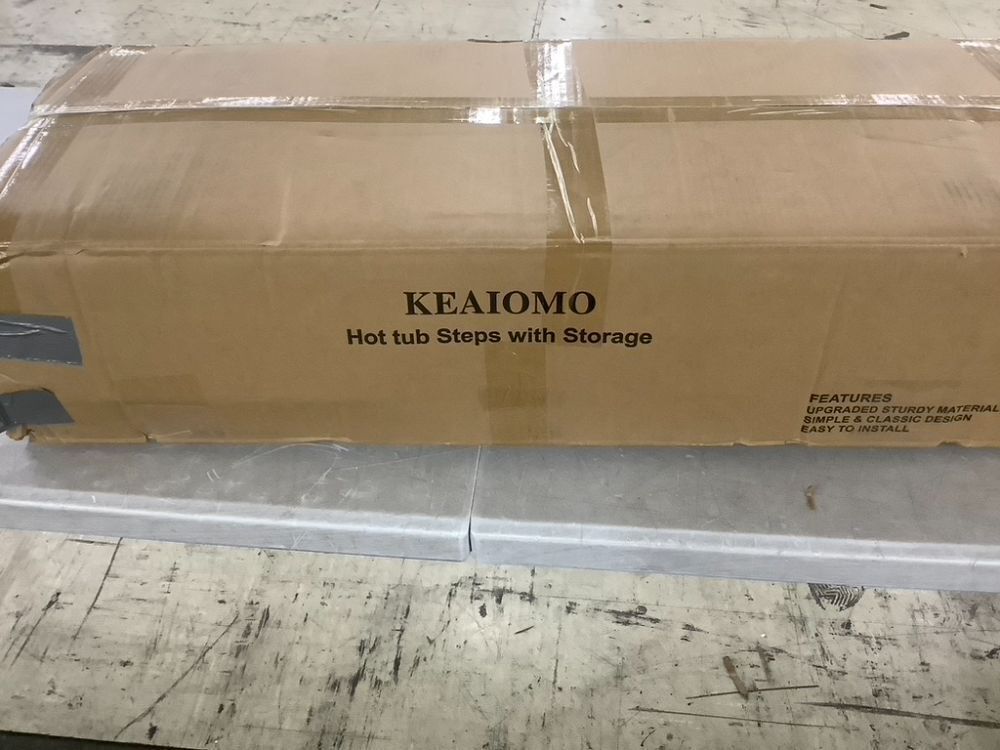 KEAIOMO
Hot tub Steps with Storage
FEATURES
UPGRADED STURDY MATERIAL
SIMPLE & CLASSIC DESIGN
EASY TO INSTALL